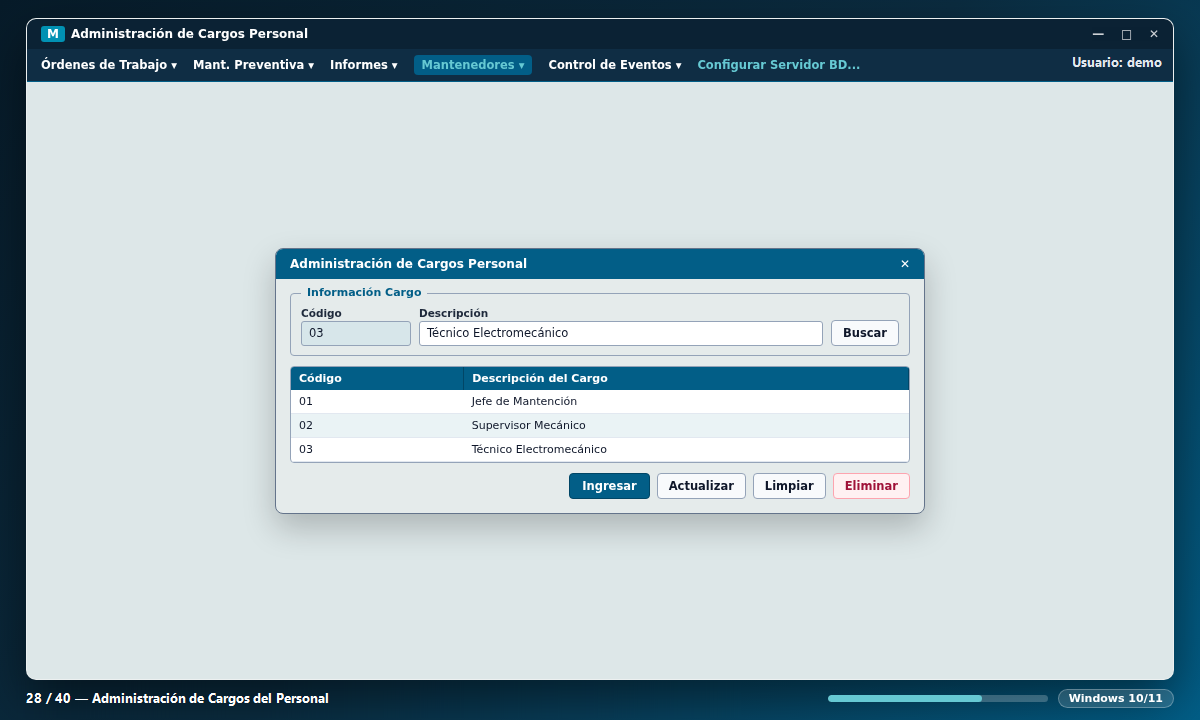 M Administración de Cargos Personal — □ ✕
Órdenes de Trabajo ▾ Mant. Preventiva ▾ Informes ▾ Mantenedores ▾ Control de Eventos ▾ Configurar Servidor BD... Usuario: demo
Administración de Cargos Personal ✕
Información Cargo
Código Descripción
03 Técnico Electromecánico Buscar
Código Descripción del Cargo
01 Jefe de Mantención
02 Supervisor Mecánico
03 Técnico Electromecánico
Ingresar Actualizar Limpiar Eliminar
28 / 40 — Administración de Cargos del Personal Windows 10/11